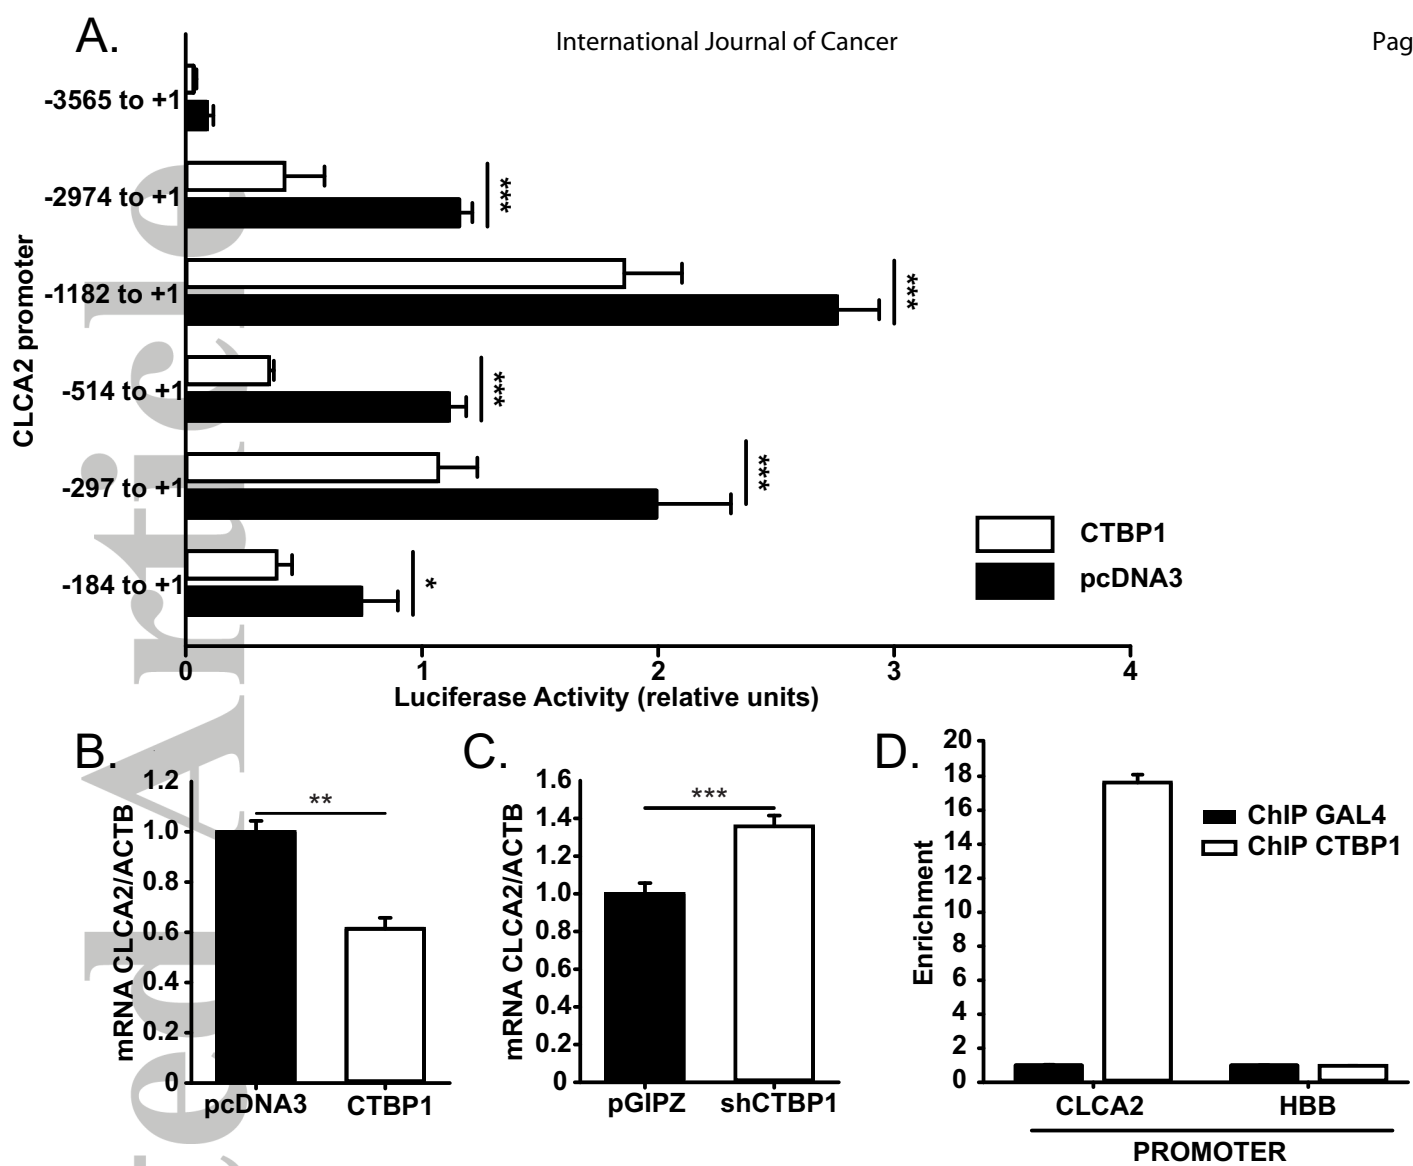 International Journal of Cancer
Pag
A.
CLCA2 promoter
-3565 to +1
-2974 to +1
***
-1182 to +1
***
-514 to +1
***
-297 to +1
***
-184 to +1
*
CTBP1
pcDNA3
0 1 2 3 4
Luciferase Activity (relative units)
B.
mRNA CLCA2/ACTB
1.2
1.0
0.8
0.6
0.4
0.2
0
**
pcDNA3 CTBP1
C.
mRNA CLCA2/ACTB
1.6
1.4
1.2
1.0
0.8
0.6
0.4
0.2
0
***
pGIPZ shCTBP1
D.
Enrichment
20
18
16
14
12
10
8
6
4
2
0
ChIP GAL4
ChIP CTBP1
CLCA2 HBB
PROMOTER
ed Article